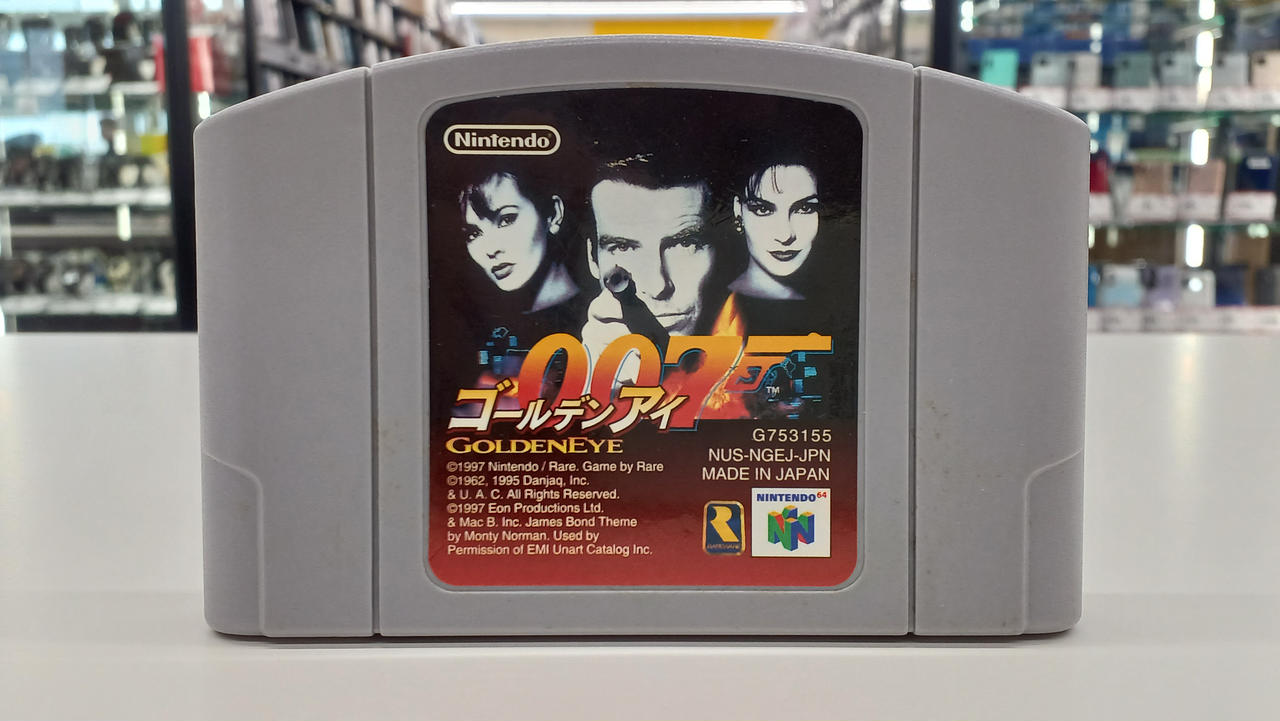 Nintendo®
007
TM
ゴールデンアイ
GOLDENEYE
G753155
NUS-NGEJ-JPN
MADE IN JAPAN
©1997 Nintendo / Rare. Game by Rare
©1962, 1995 Danjaq, Inc.
& U. A. C. All Rights Reserved.
©1997 Eon Productions Ltd.
& Mac B. Inc. James Bond Theme
by Monty Norman. Used by
Permission of EMI Unart Catalog Inc.
R
RAREWARE
NINTENDO64